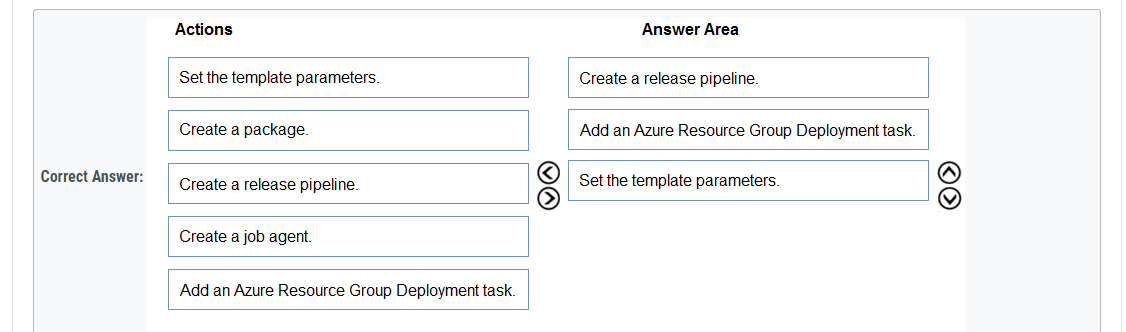 Actions
Answer Area
Set the template parameters.
Create a release pipeline.
Create a package.
Add an Azure Resource Group Deployment task.
Correct Answer:
Create a release pipeline.
Set the template parameters.
Create a job agent.
Add an Azure Resource Group Deployment task.